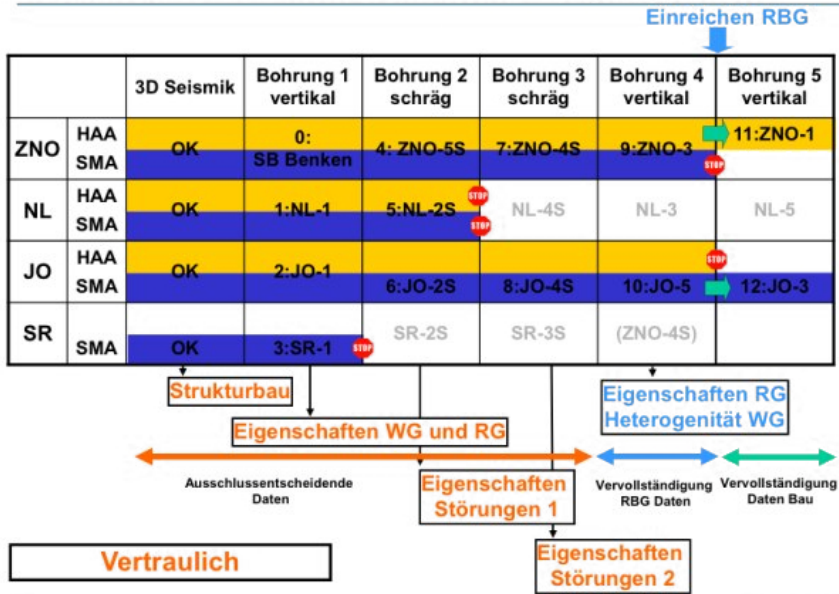 Einreichen RBG
3D Seismik
Bohrung 1
vertikal
Bohrung 2
schräg
Bohrung 3
schräg
Bohrung 4
vertikal
Bohrung 5
vertikal
ZNO
HAA
SMA
OK
0:
SB Benken
4: ZNO-5S
7:ZNO-4S
9:ZNO-3
11:ZNO-1
STOP
NL
HAA
SMA
OK
1:NL-1
5:NL-2S
STOP
STOP
NL-4S
NL-3
NL-5
JO
HAA
SMA
OK
2:JO-1
6:JO-2S
8:JO-4S
10:JO-5
STOP
12:JO-3
SR
SMA
OK
3:SR-1
STOP
SR-2S
SR-3S
(ZNO-4S)
Strukturbau
Eigenschaften WG und RG
Eigenschaften RG
Heterogenität WG
Ausschlussentscheidende
Daten
Eigenschaften
Störungen 1
Vervollständigung
RBG Daten
Vervollständigung
Daten Bau
Eigenschaften
Störungen 2
Vertraulich